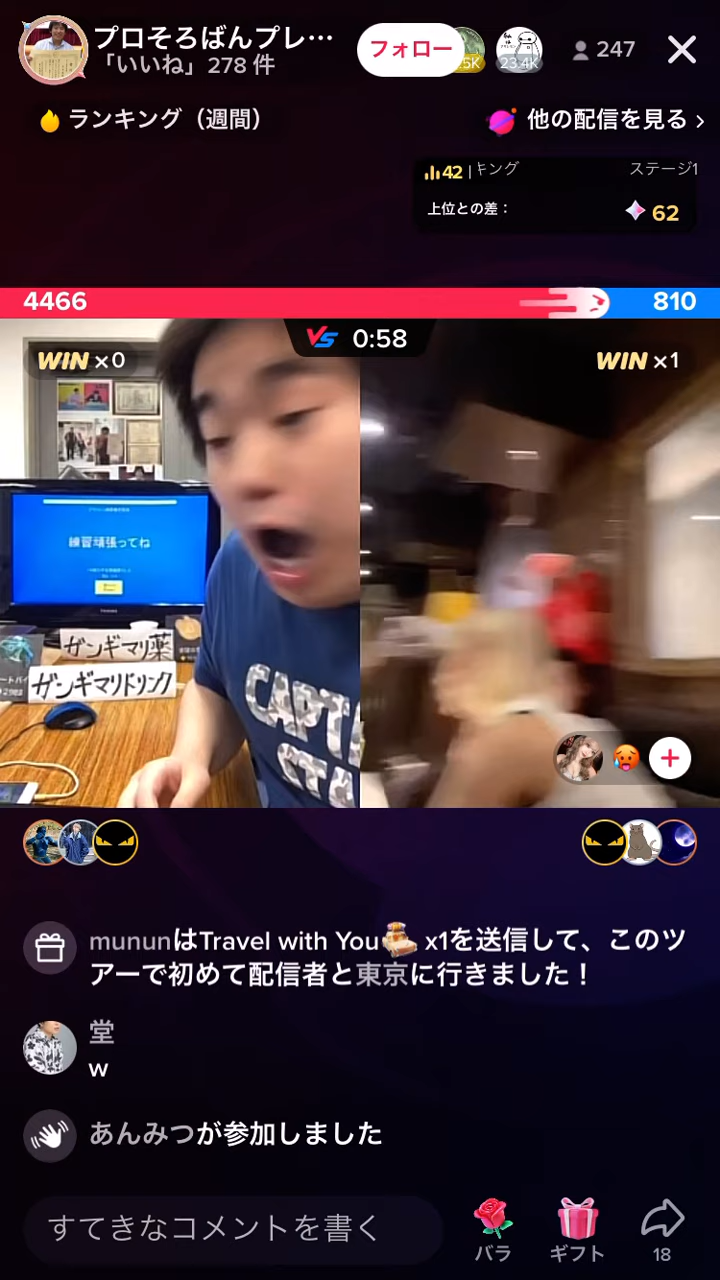 プロそろばんプレ…
「いいね」278 件
フォロー
.5K
23.4K
247
ランキング（週間）
他の配信を見る
42 |
キング
ステージ1
上位との差：
62
4466
810
VS 0:58
WIN x0
WIN x1
練習頑張ってね
ガンギマリ薬
ガンギマリドリンク
CAPT
STA
mununはTravel with You x1を送信して、このツ
アーで初めて配信者と東京に行きました！
堂
w
あんみつが参加しました
すてきなコメントを書く
バラ
ギフト
18